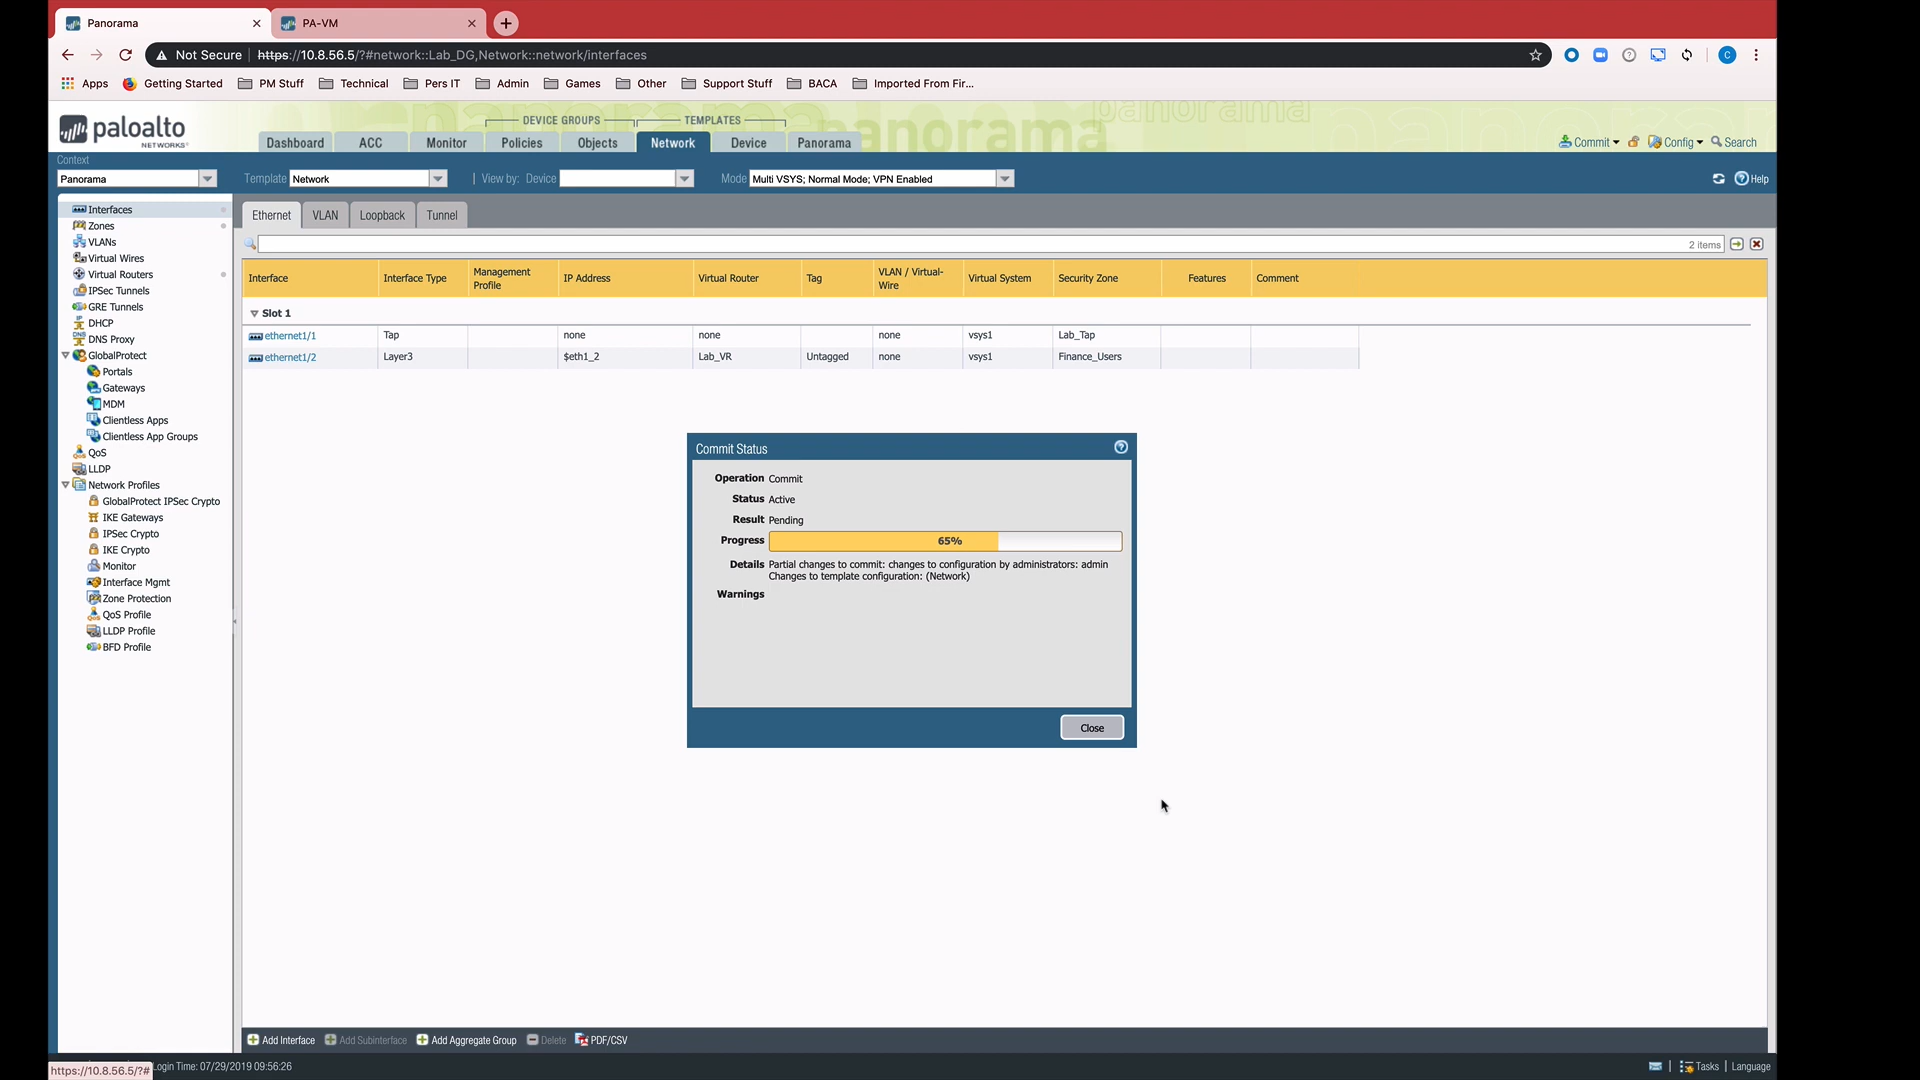 Panorama
PA-VM
Not Secure | https://10.8.56.5/?#network::Lab_DG,Network::network/interfaces
C
Apps Getting Started PM Stuff Technical Pers IT Admin Games Other Support Stuff BACA Imported From Fir...
panorama
panorama
panorama
paloalto
NETWORKS
DEVICE GROUPS TEMPLATES
Dashboard ACC Monitor Policies Objects Network Device Panorama
Commit Config Search
Context
Panorama
Template Network | View by: Device Mode Multi VSYS; Normal Mode; VPN Enabled Help
Interfaces
Zones
VLANs
Virtual Wires
Virtual Routers
IPSec Tunnels
GRE Tunnels
DHCP
DNS Proxy
GlobalProtect
Portals
Gateways
MDM
Clientless Apps
Clientless App Groups
QoS
LLDP
Network Profiles
GlobalProtect IPSec Crypto
IKE Gateways
IPSec Crypto
IKE Crypto
Monitor
Interface Mgmt
Zone Protection
QoS Profile
LLDP Profile
BFD Profile
Ethernet VLAN Loopback Tunnel
2 items
Interface Interface Type Management Profile IP Address Virtual Router Tag VLAN / Virtual-Wire Virtual System Security Zone Features Comment
Slot 1
ethernet1/1 Tap none none none vsys1 Lab_Tap
ethernet1/2 Layer3 $eth1_2 Lab_VR Untagged none vsys1 Finance_Users
Commit Status
Operation Commit
Status Active
Result Pending
Progress 65%
Details Partial changes to commit: changes to configuration by administrators: admin
Changes to template configuration: (Network)
Warnings
Close
Add Interface Add Subinterface Add Aggregate Group Delete PDF/CSV
https://10.8.56.5/?# Login Time: 07/29/2019 09:56:26
| Tasks | Language